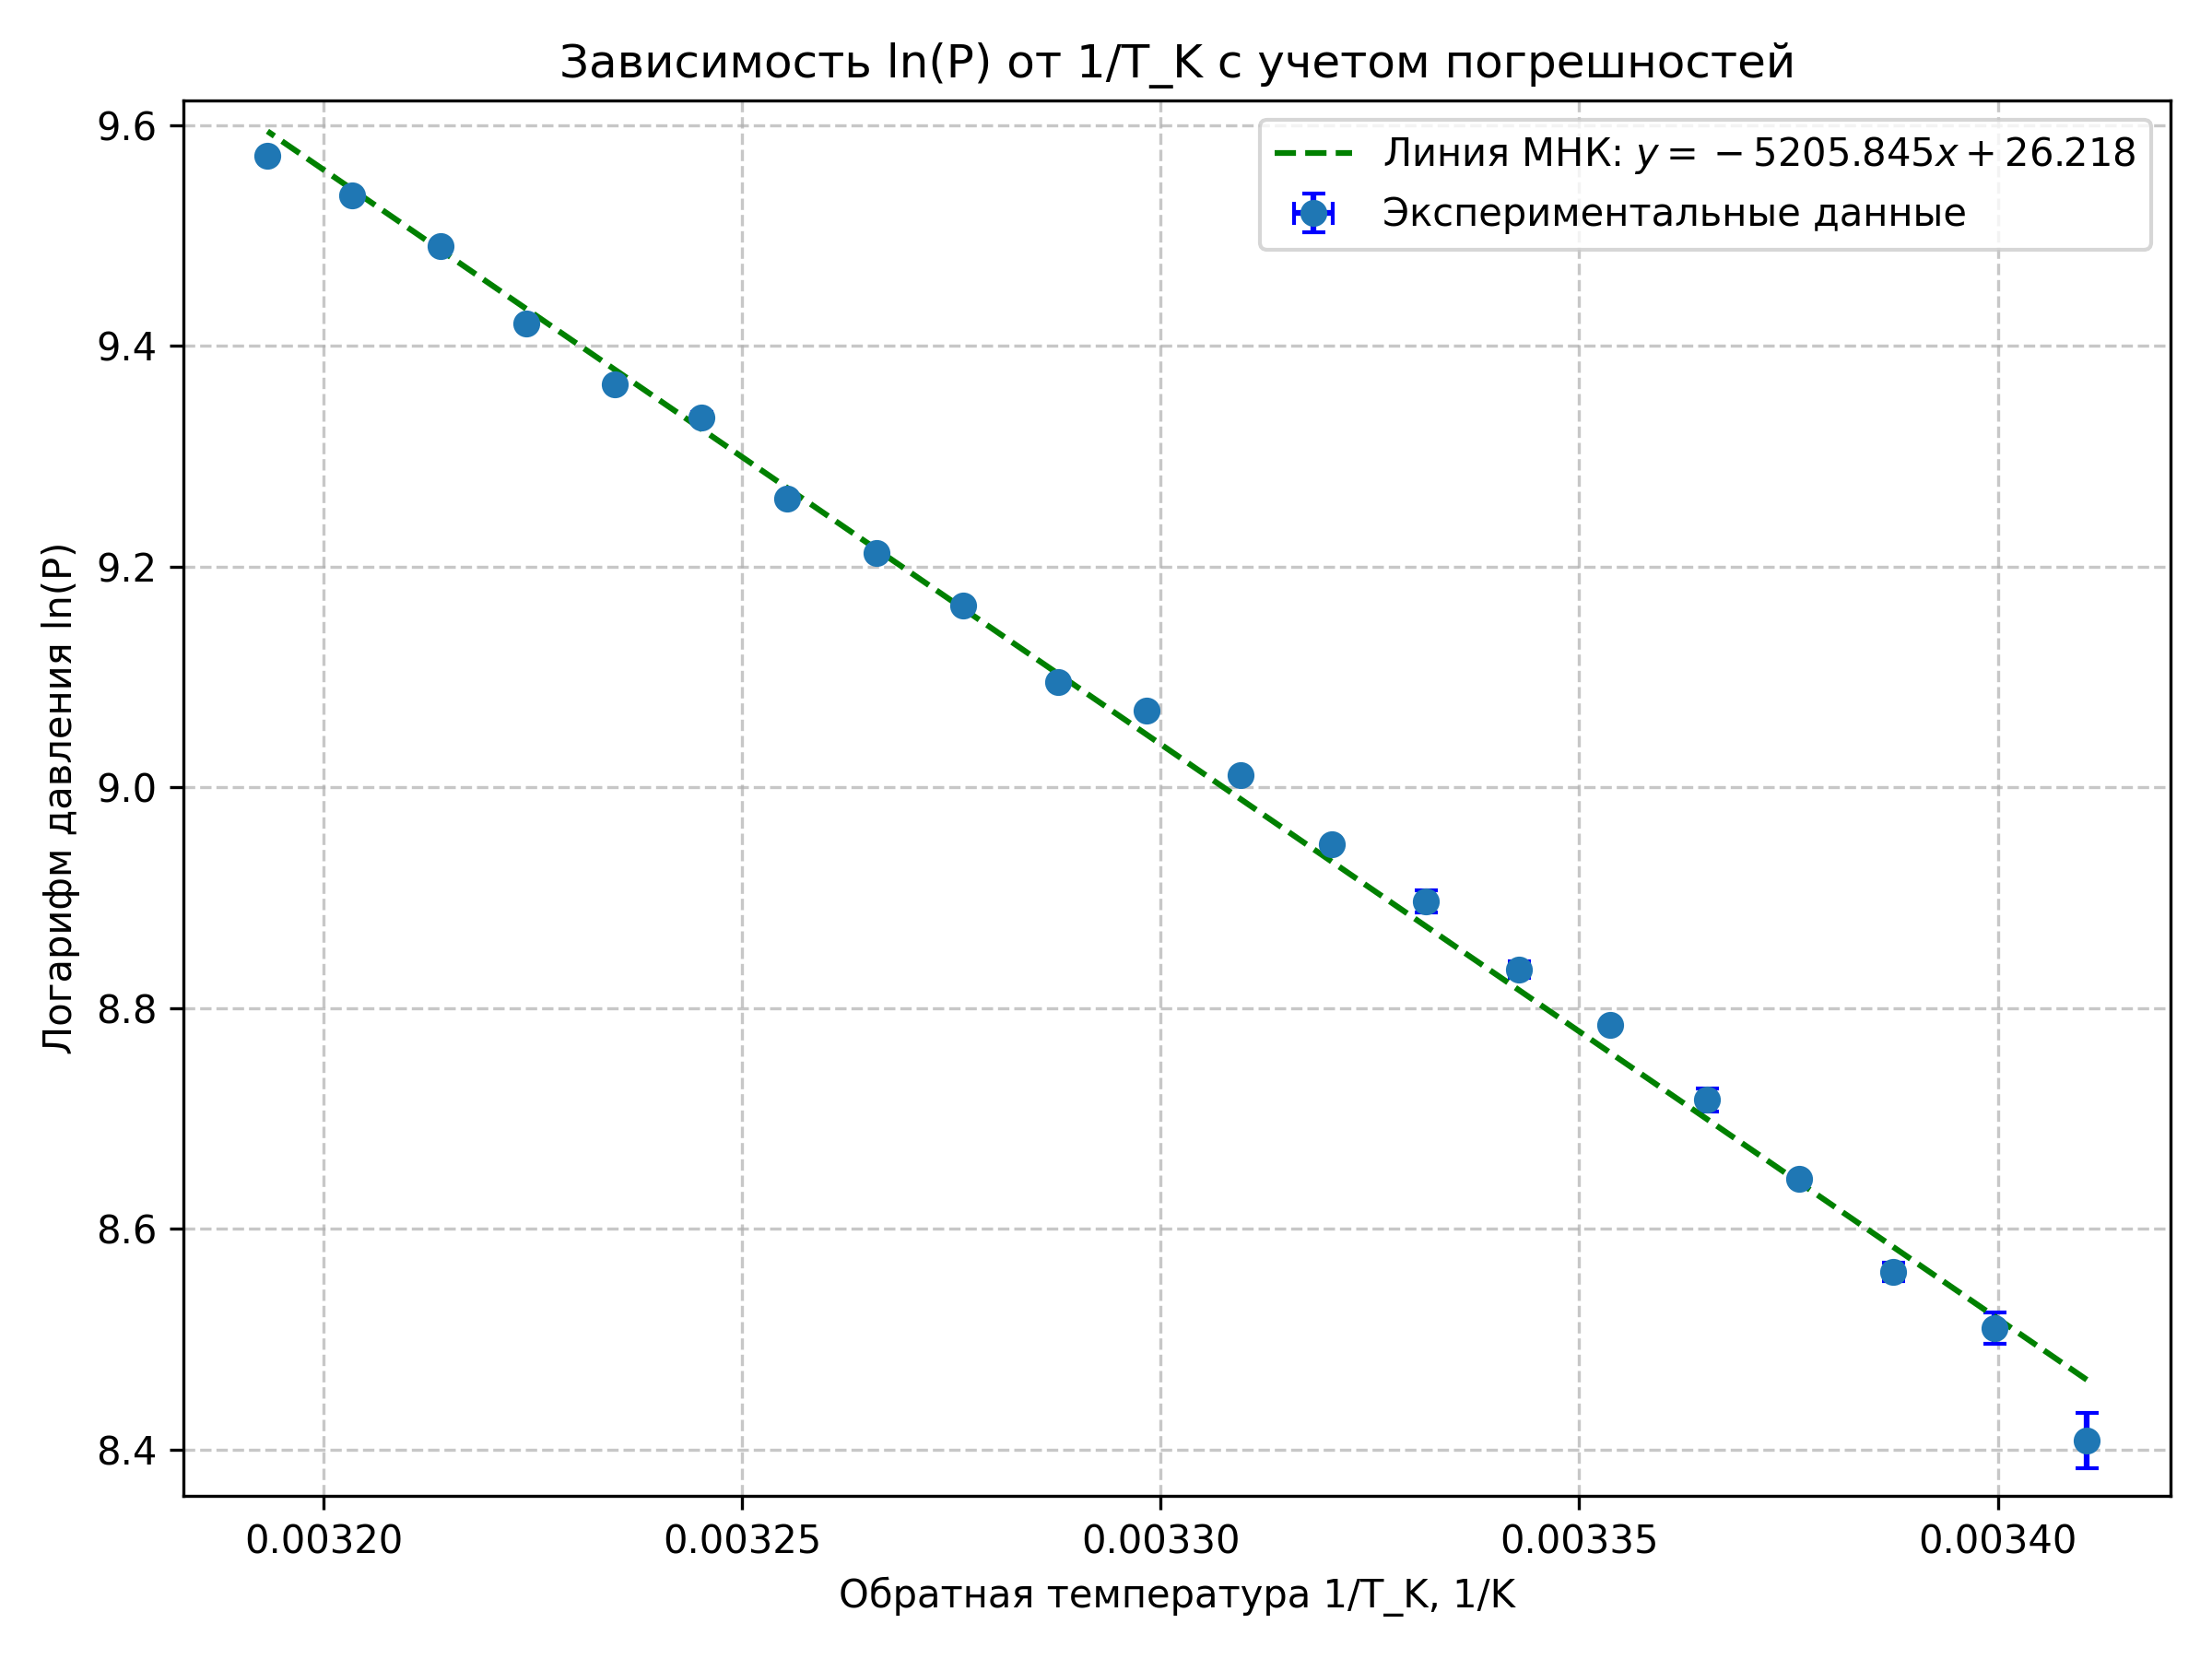 Зависимость ln(P) от 1/T_K с учетом погрешностей
Линия МНК: y = −5205.845x + 26.218
Экспериментальные данные
Логарифм давления ln(P)
9.6
9.4
9.2
9.0
8.8
8.6
8.4
0.00320 0.00325 0.00330 0.00335 0.00340
Обратная температура 1/T_K, 1/K